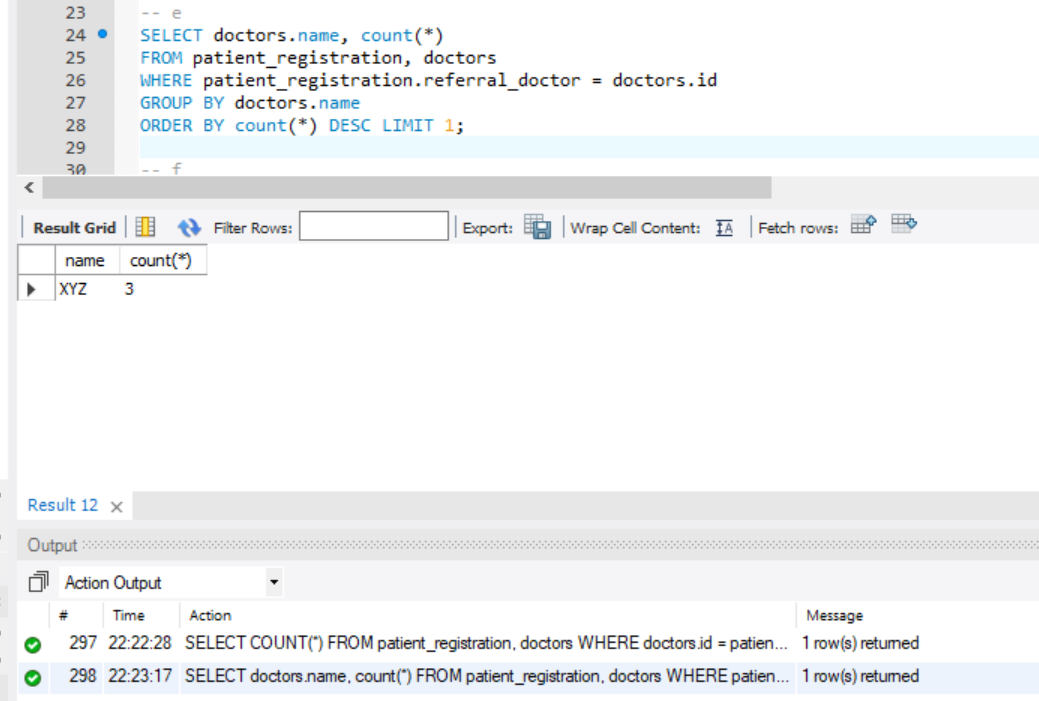 23 -- e
24 SELECT doctors.name, count(*)
25 FROM patient_registration, doctors
26 WHERE patient_registration.referral_doctor = doctors.id
27 GROUP BY doctors.name
28 ORDER BY count(*) DESC LIMIT 1;
29
30 -- f
Result Grid Filter Rows: Export: Wrap Cell Content: IA Fetch rows:
name count(*)
XYZ 3
Result 12
Output
Action Output
# Time Action Message
297 22:22:28 SELECT COUNT(*) FROM patient_registration, doctors WHERE doctors.id = patien... 1 row(s) returned
298 22:23:17 SELECT doctors.name, count(*) FROM patient_registration, doctors WHERE patien... 1 row(s) returned